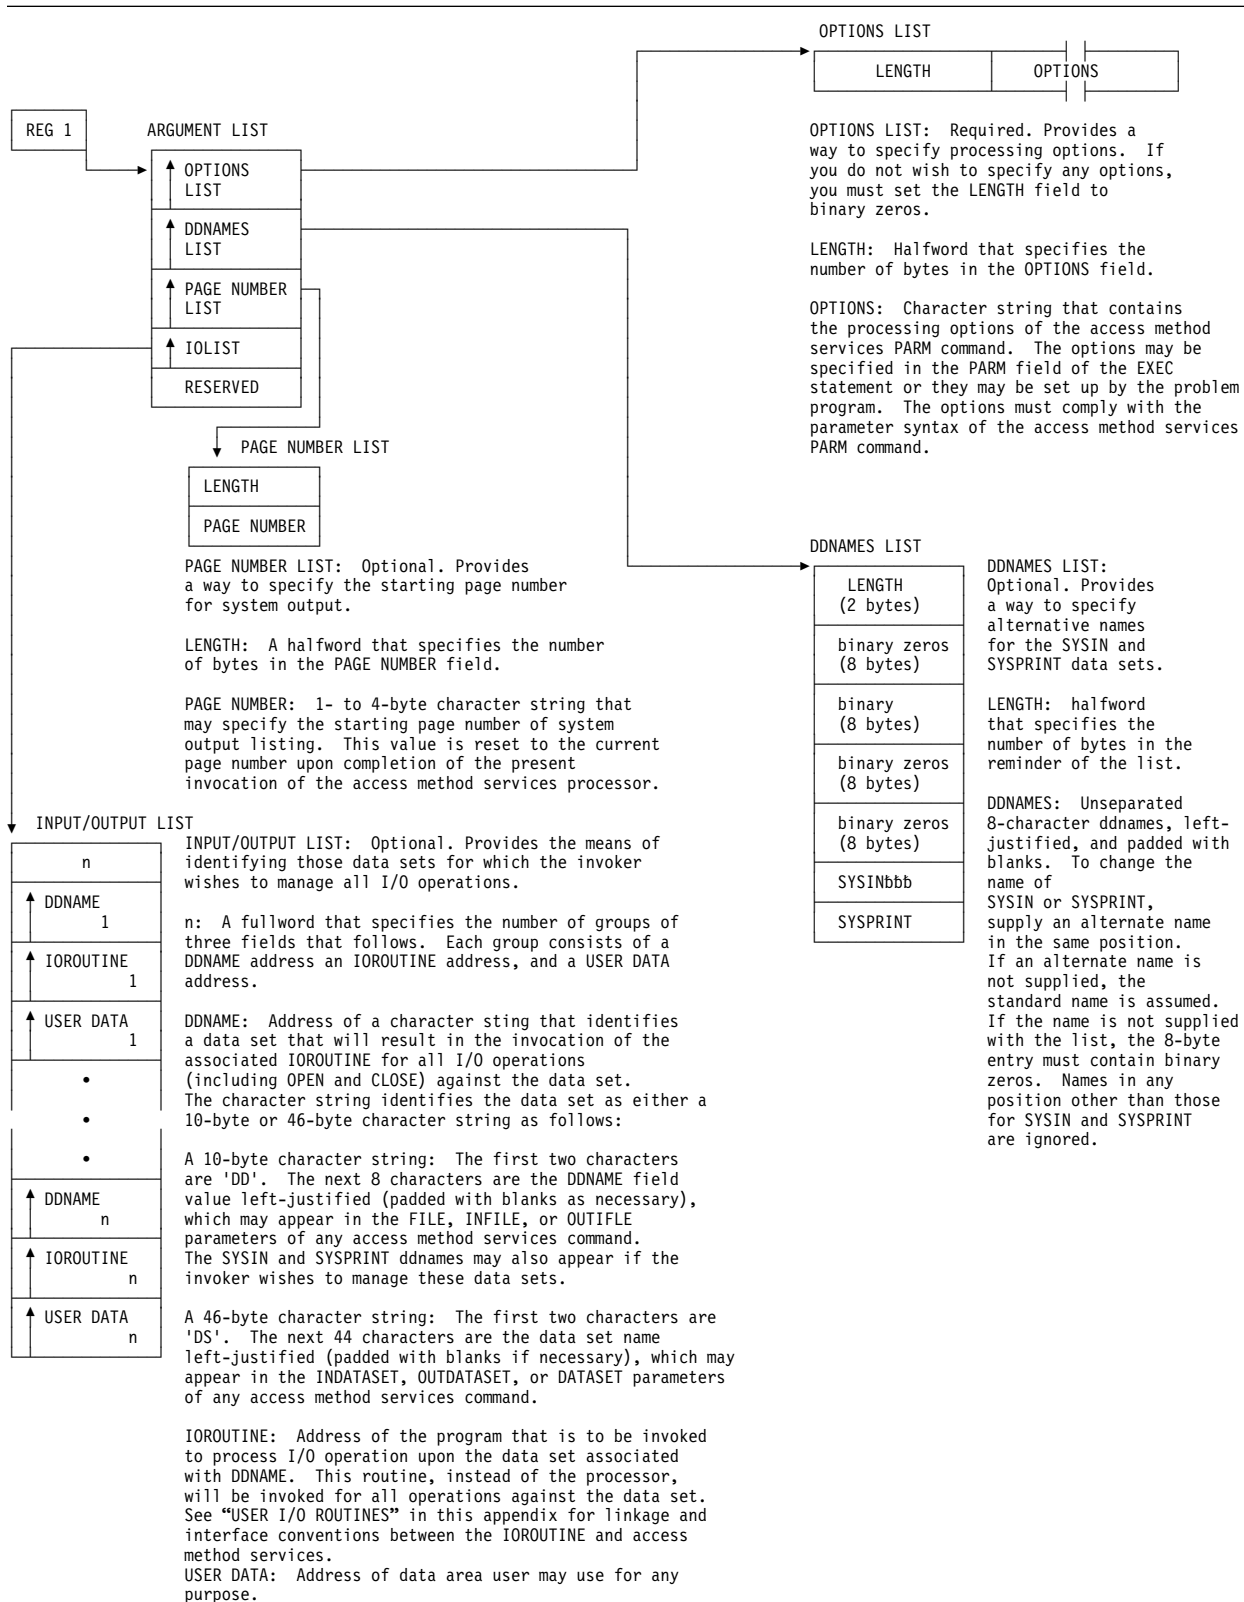 OPTIONS LIST
LENGTH OPTIONS
REG 1 ARGUMENT LIST
OPTIONS
LIST
DDNAMES
LIST
PAGE NUMBER
LIST
IOLIST
RESERVED
OPTIONS LIST: Required. Provides a
way to specify processing options. If
you do not wish to specify any options,
you must set the LENGTH field to
binary zeros.
LENGTH: Halfword that specifies the
number of bytes in the OPTIONS field.
OPTIONS: Character string that contains
the processing options of the access method
services PARM command. The options may be
specified in the PARM field of the EXEC
statement or they may be set up by the problem
program. The options must comply with the
parameter syntax of the access method services
PARM command.
PAGE NUMBER LIST
LENGTH
PAGE NUMBER
PAGE NUMBER LIST: Optional. Provides
a way to specify the starting page number
for system output.
LENGTH: A halfword that specifies the number
of bytes in the PAGE NUMBER field.
PAGE NUMBER: 1- to 4-byte character string that
may specify the starting page number of system
output listing. This value is reset to the current
page number upon completion of the present
invocation of the access method services processor.
DDNAMES LIST
LENGTH
(2 bytes)
binary zeros
(8 bytes)
binary
(8 bytes)
binary zeros
(8 bytes)
binary zeros
(8 bytes)
SYSINƀƀƀ
SYSPRINT
DDNAMES LIST:
Optional. Provides
a way to specify
alternative names
for the SYSIN and
SYSPRINT data sets.
LENGTH: halfword
that specifies the
number of bytes in the
reminder of the list.
DDNAMES: Unseparated
8-character ddnames, left-
justified, and padded with
blanks. To change the
name of
SYSIN or SYSPRINT,
supply an alternate name
in the same position.
If an alternate name is
not supplied, the
standard name is assumed.
If the name is not supplied
with the list, the 8-byte
entry must contain binary
zeros. Names in any
position other than those
for SYSIN and SYSPRINT
are ignored.
INPUT/OUTPUT LIST
n
DDNAME
1
IOROUTINE
1
USER DATA
1
•
•
•
DDNAME
n
IOROUTINE
n
USER DATA
n
INPUT/OUTPUT LIST: Optional. Provides the means of
identifying those data sets for which the invoker
wishes to manage all I/O operations.
n: A fullword that specifies the number of groups of
three fields that follows. Each group consists of a
DDNAME address an IOROUTINE address, and a USER DATA
address.
DDNAME: Address of a character sting that identifies
a data set that will result in the invocation of the
associated IOROUTINE for all I/O operations
(including OPEN and CLOSE) against the data set.
The character string identifies the data set as either a
10-byte or 46-byte character string as follows:
A 10-byte character string: The first two characters
are 'DD'. The next 8 characters are the DDNAME field
value left-justified (padded with blanks as necessary),
which may appear in the FILE, INFILE, or OUTIFLE
parameters of any access method services command.
The SYSIN and SYSPRINT ddnames may also appear if the
invoker wishes to manage these data sets.
A 46-byte character string: The first two characters are
'DS'. The next 44 characters are the data set name
left-justified (padded with blanks if necessary), which may
appear in the INDATASET, OUTDATASET, or DATASET parameters
of any access method services command.
IOROUTINE: Address of the program that is to be invoked
to process I/O operation upon the data set associated
with DDNAME. This routine, instead of the processor,
will be invoked for all operations against the data set.
See “USER I/O ROUTINES” in this appendix for linkage and
interface conventions between the IOROUTINE and access
method services.
USER DATA: Address of data area user may use for any
purpose.